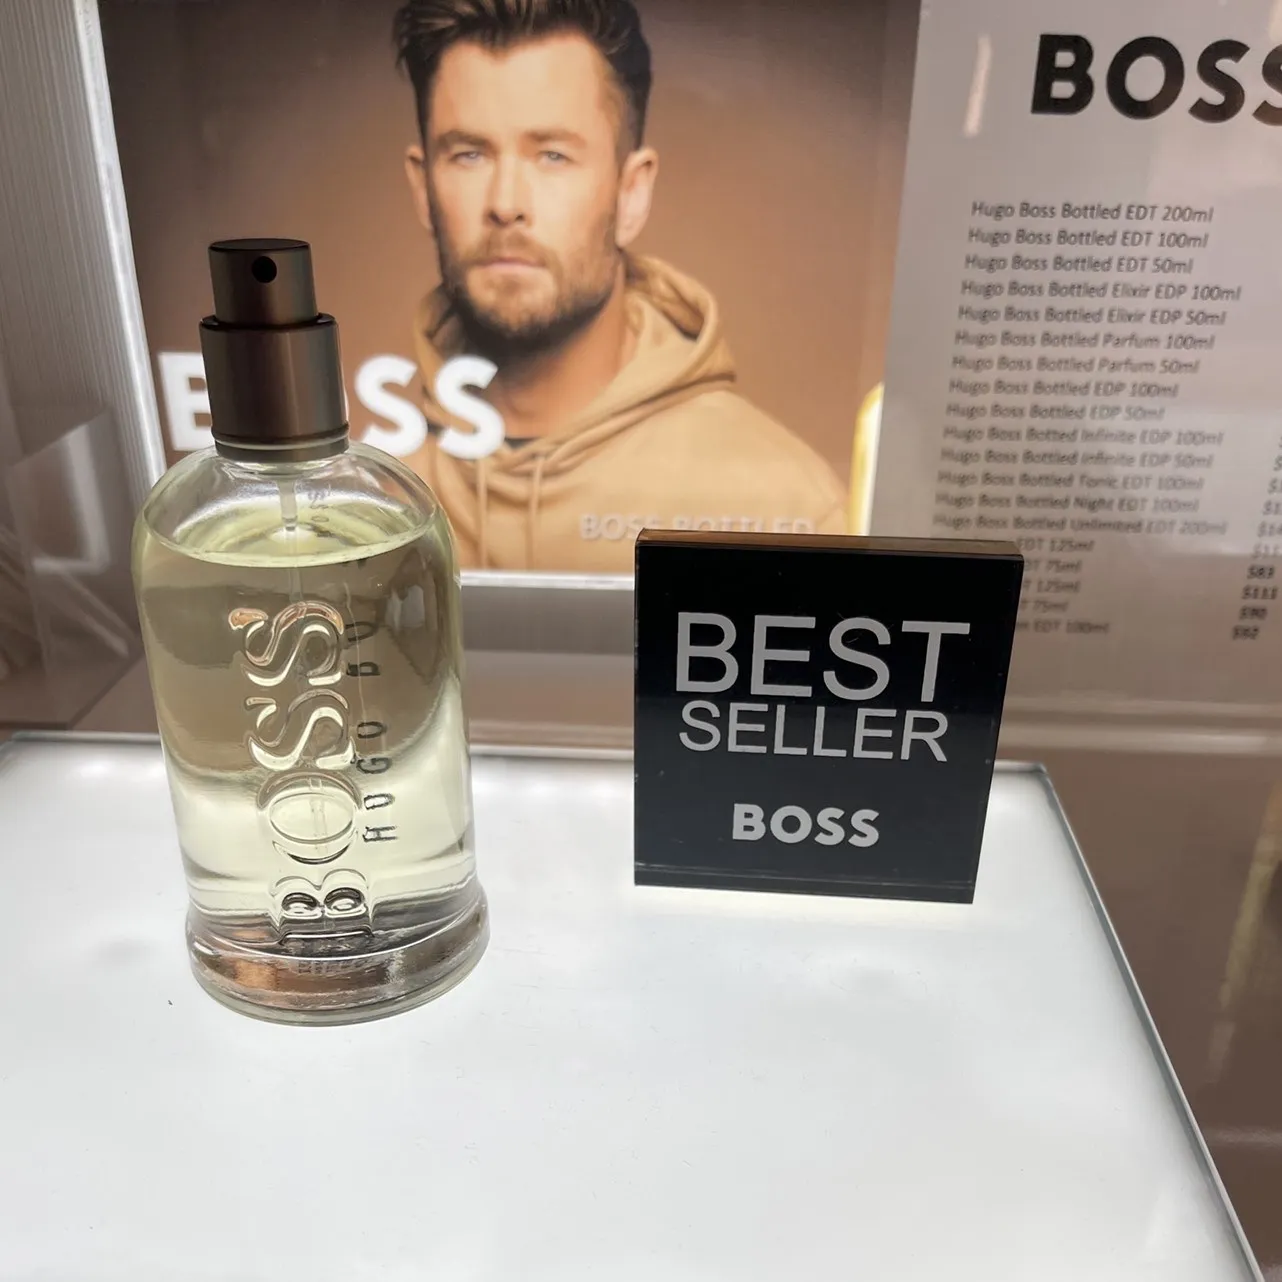 BOSS
Hugo Boss Bottled EDT 200ml
Hugo Boss Bottled EDT 100ml
Hugo Boss Bottled EDT 50ml
Hugo Boss Bottled Elixir EDP 100ml
Hugo Boss Bottled Elixir EDP 50ml
Hugo Boss Bottled Parfum 100ml
Hugo Boss Bottled Parfum 50ml
Hugo Boss Bottled EDP 100ml
Hugo Boss Bottled EDP 50ml
Hugo Boss Botted Infinite EDP 100ml
Hugo Boss Bottled Infinite EDP 50ml
Hugo Boss Bottled Tonic EDT 100ml
Hugo Boss Bottled Night EDT 100ml
Hugo Boss Bottled Unlimited EDT 200ml
EDT 125ml
75ml
$83
125ml
$111
75ml
$90
EDT 100ml
B SS
BOSS BOTTLED
BOSS
HUGO BOSS
BEST
SELLER
BOSS